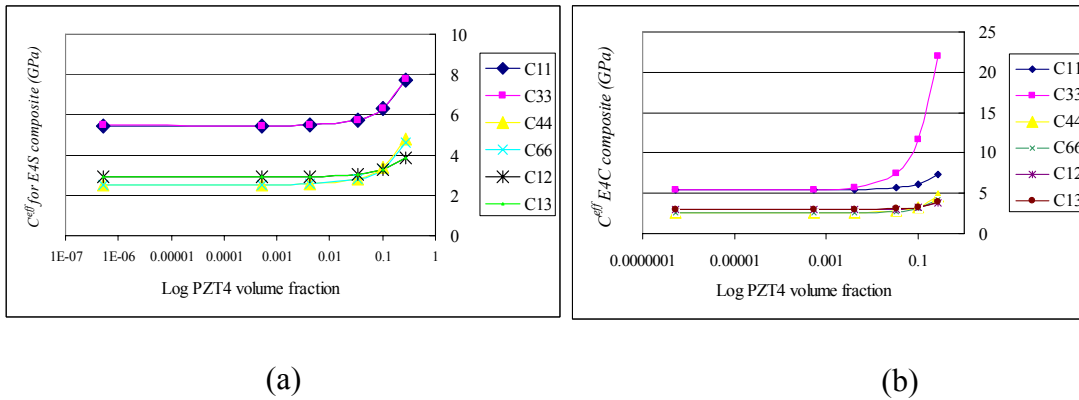 C^eff for E4S composite (GPa)
10
8
6
4
2
0
1E-07
1E-06
0.00001
0.0001
0.001
0.01
0.1
1
Log PZT4 volume fraction
C11
C33
C44
C66
C12
C13
(a)
C^eff E4C composite (GPa)
25
20
15
10
5
0
0.0000001
0.00001
0.001
0.1
Log PZT4 volume fraction
C11
C33
C44
C66
C12
C13
(b)